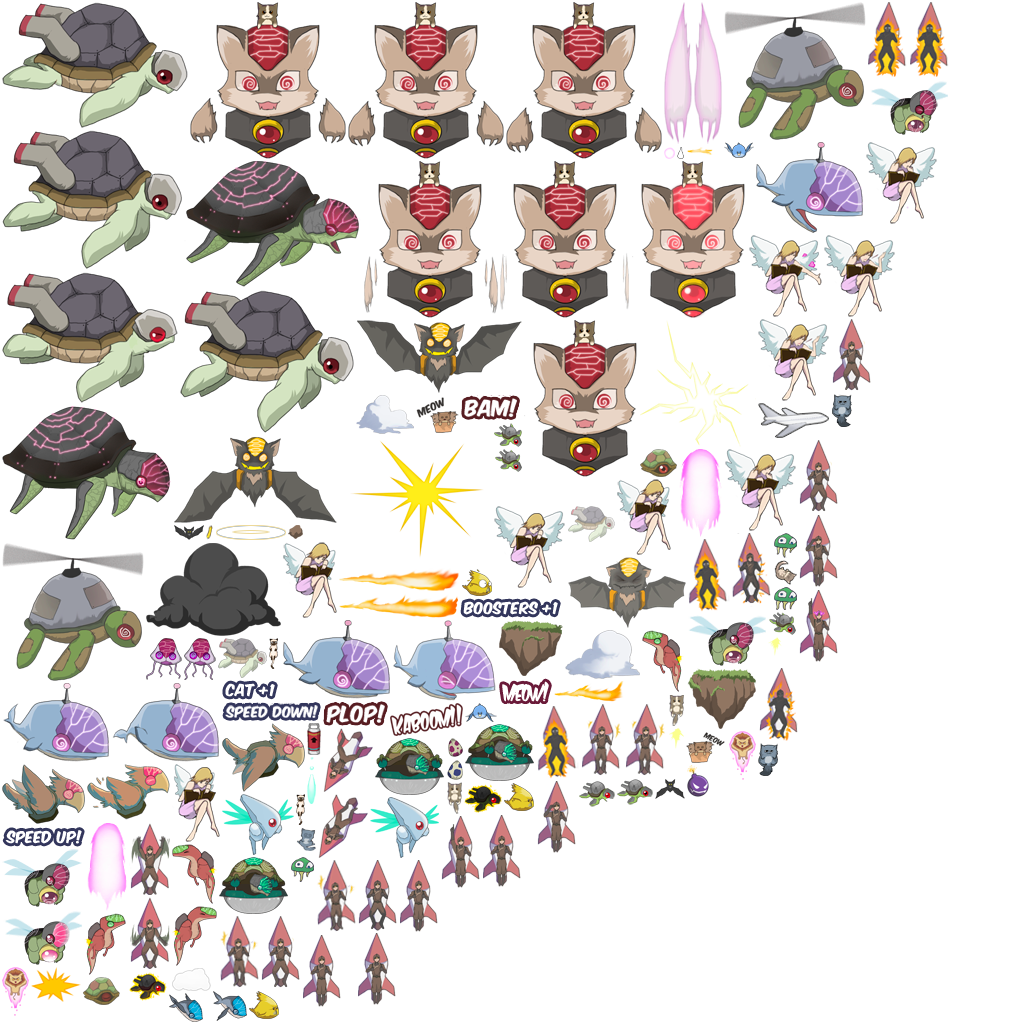 MEOW
BAM!
BOOSTERS +1
CAT +1
SPEED DOWN!
PLOP!
KABOOM!
MEOW!
MEOW
SPEED UP!